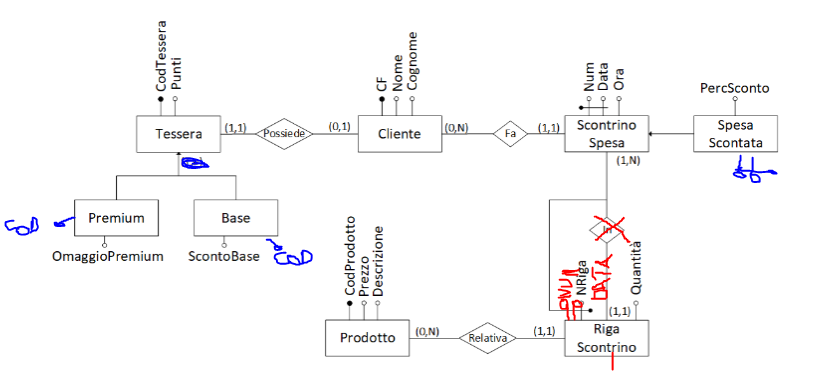 CodTessera
Punti
CF
Nome
Cognome
Num
Data
Ora
PercSconto
Tessera
(1,1)
Possiede
(0,1)
Cliente
(0,N)
Fa
(1,1)
Scontrino
Spesa
Spesa
Scontata
(1,N)
COD
Premium
Base
COD
OmaggioPremium
ScontoBase
CodProdotto
Prezzo
Descrizione
NUM
NRiga
DATA
Quantità
(1,1)
Prodotto
(0,N)
Relativa
(1,1)
Riga
Scontrino